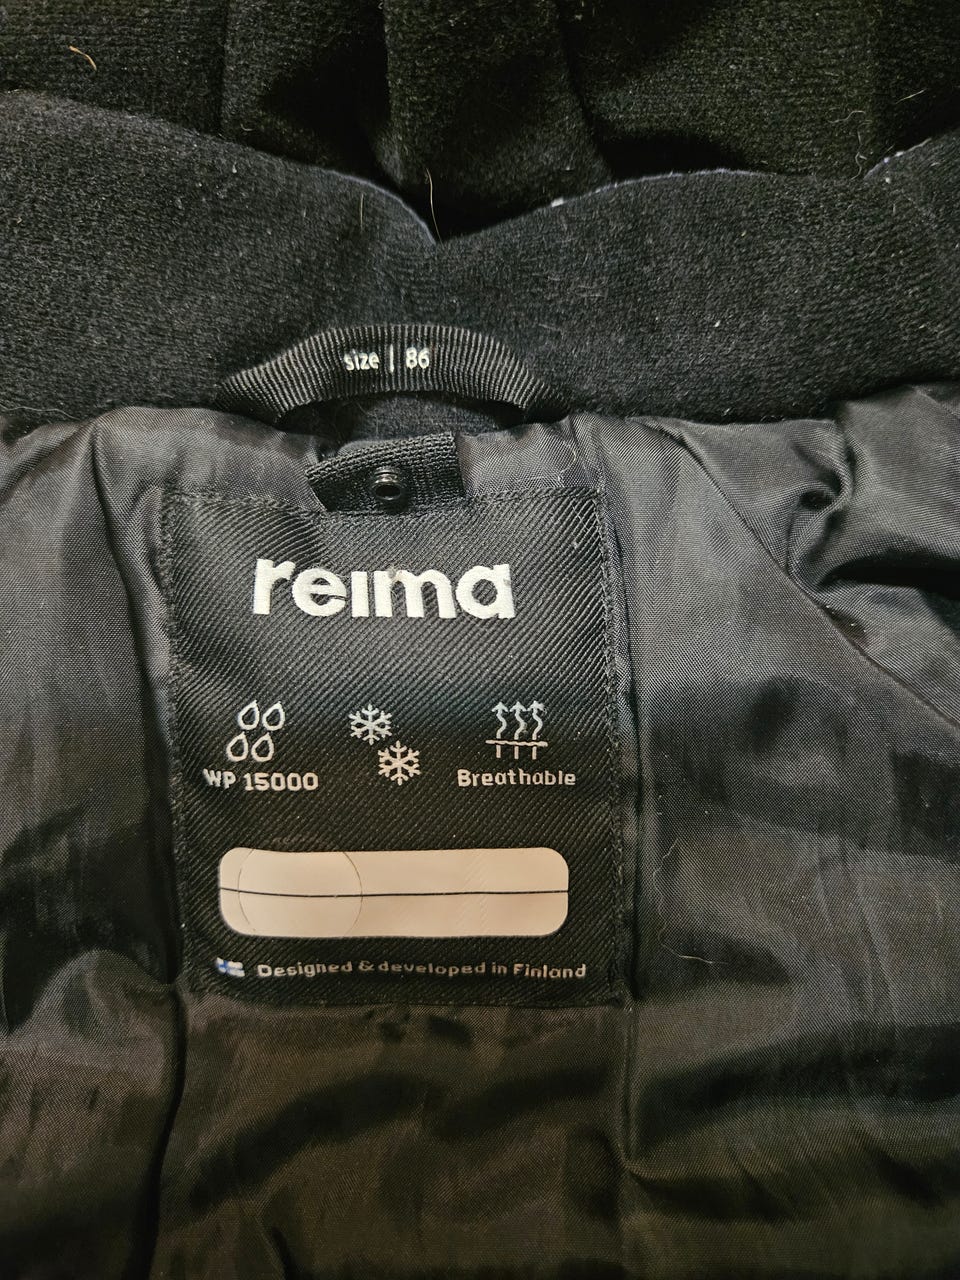 size | 86
reima
WP 15000
Breathable
Designed & developed in Finland